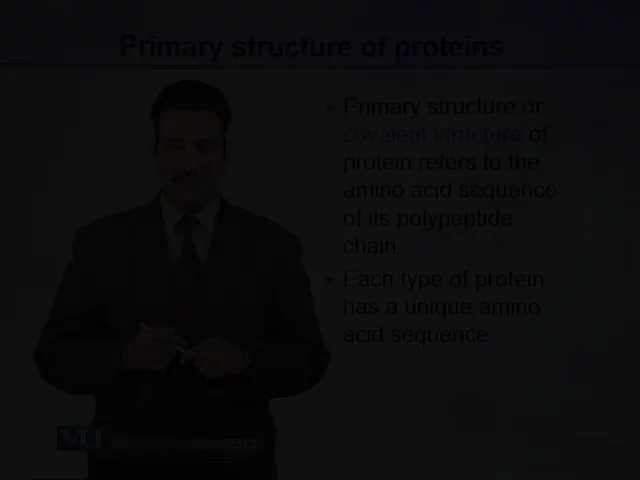 Primary structure of proteins
Primary structure or
covalent structure of
protein refers to the
amino acid sequence
of its polypeptide
chain.
Each type of protein
has a unique amino
acid sequence
VU